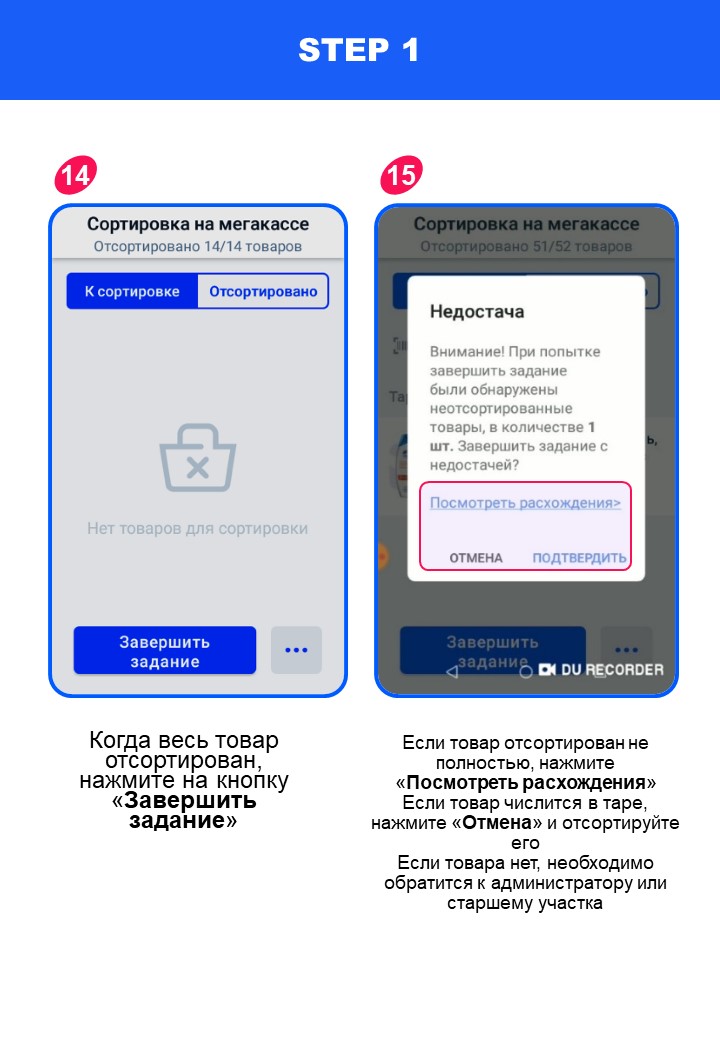 STEP 1
14
Сортировка на мегакассе
Отсортировано 14/14 товаров
К сортировке
Отсортировано
Нет товаров для сортировки
Завершить
задание
Когда весь товар
отсортирован,
нажмите на кнопку
«Завершить
задание»
15
Сортировка на мегакассе
Отсортировано 51/52 товаров
Недостача
Внимание! При попытке
завершить задание
были обнаружены
неотсортированные
товары, в количестве 1
шт. Завершить задание с
недостачей?
Посмотреть расхождения>
ОТМЕНА
ПОДТВЕРДИТЬ
Завершить
задание
DU RECORDER
Если товар отсортирован не
полностью, нажмите
«Посмотреть расхождения»
Если товар числится в таре,
нажмите «Отмена» и отсортируйте
его
Если товара нет, необходимо
обратится к администратору или
старшему участка